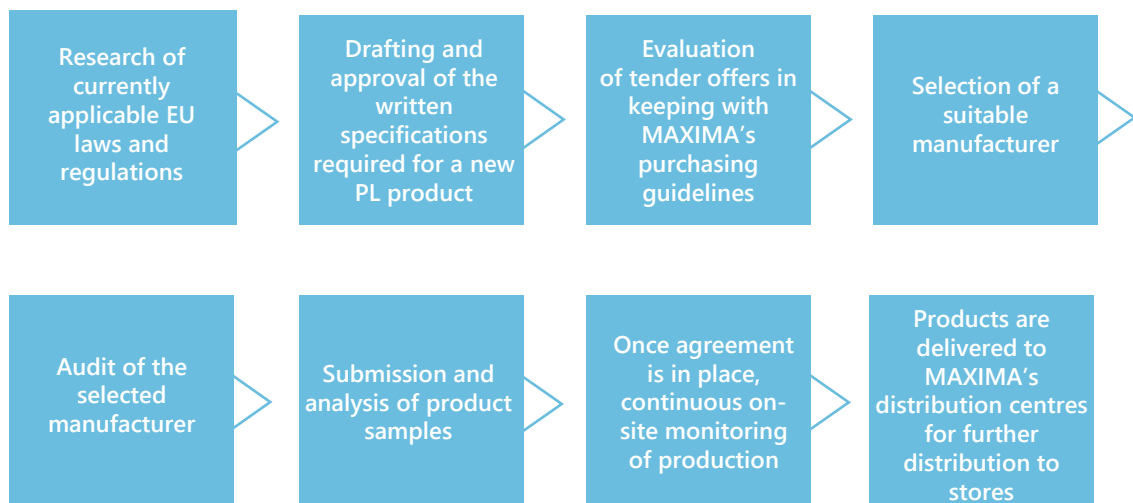 Research of
currently
applicable EU
laws and
regulations
Drafting and
approval of the
written
specifications
required for a new
PL product
Evaluation
of tender offers in
keeping with
MAXIMA’s
purchasing
guidelines
Selection of a
suitable
manufacturer
Audit of the
selected
manufacturer
Submission and
analysis of product
samples
Once agreement
is in place,
continuous on-
site monitoring
of production
Products are
delivered to
MAXIMA’s
distribution centres
for further
distribution to
stores